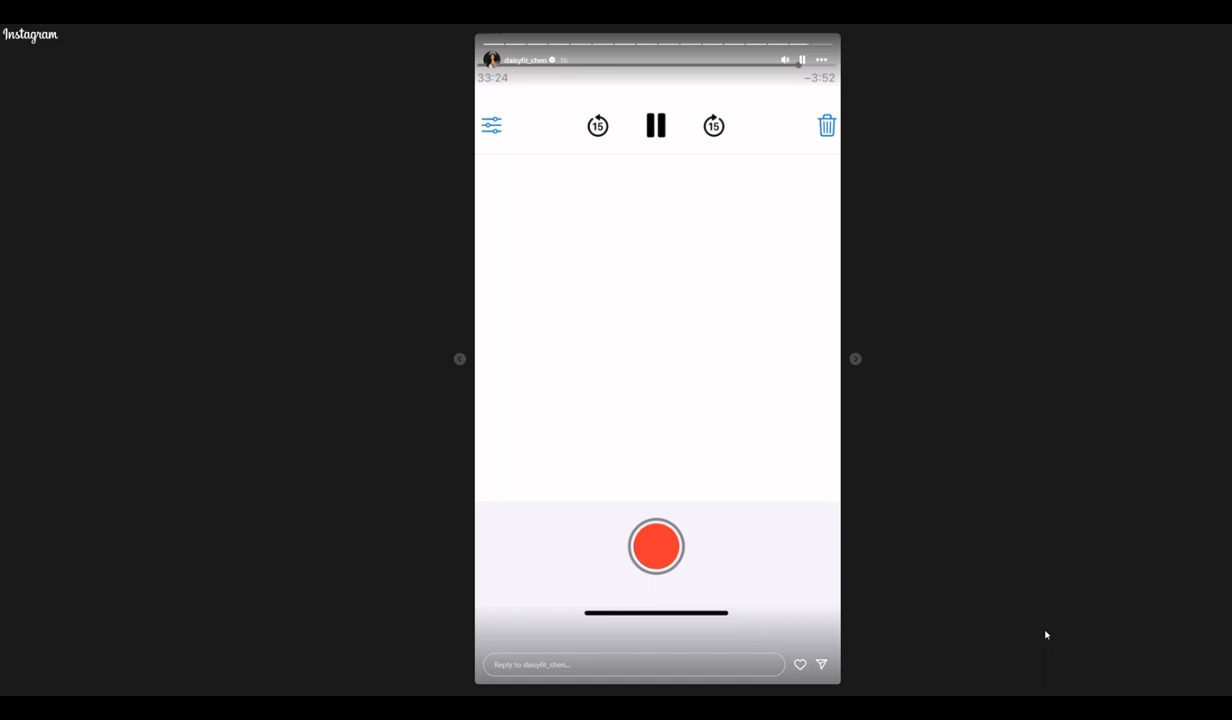 Instagram
daisyfit_chen 1h
33:24 –3:52
15 15
Reply to daisyfit_chen...